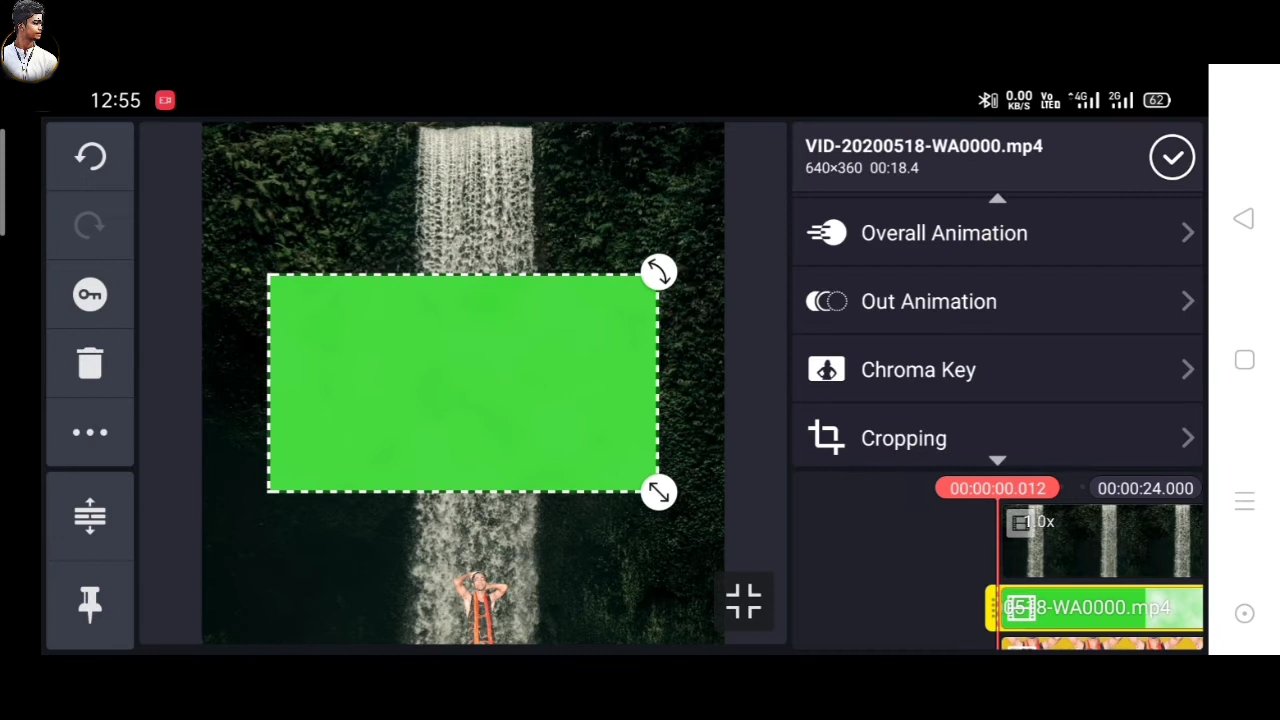 12:55
0.00
KB/S
Vo
LTED
4G
2G
62
VID-20200518-WA0000.mp4
640×360 00:18.4
Overall Animation
Out Animation
Chroma Key
Cropping
00:00:00.012
00:00:24.000
1.0x
0518-WA0000.mp4